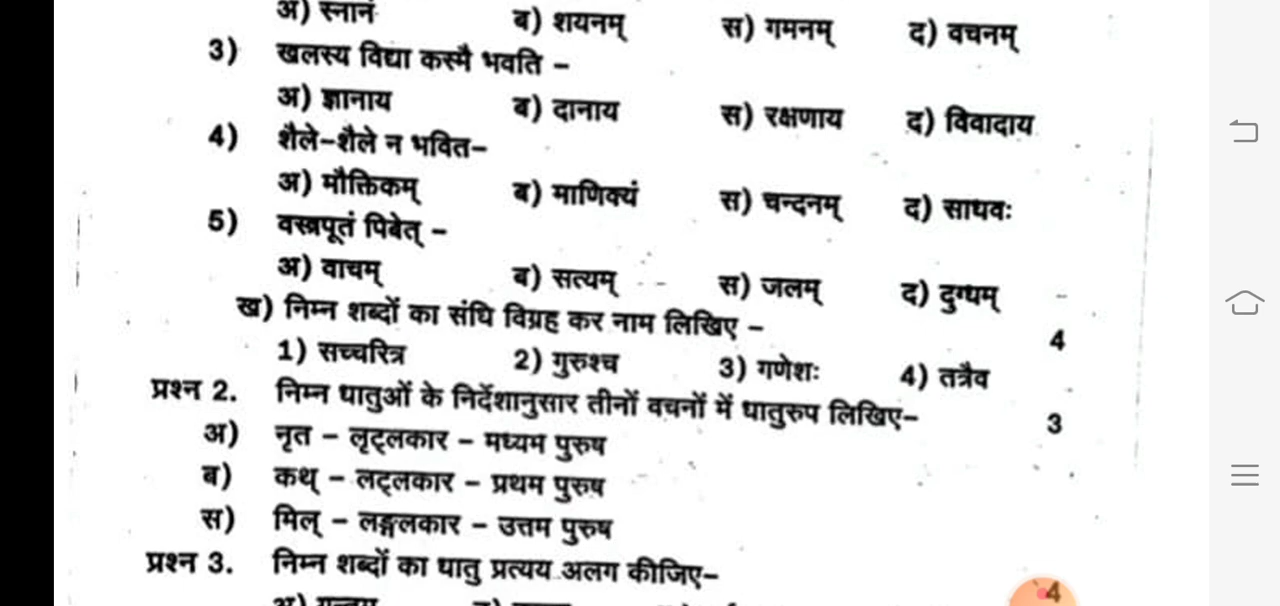 अ) स्नानं ब) शयनम् स) गमनम् द) वचनम्
3) खलस्य विद्या कस्मै भवति -
अ) ज्ञानाय ब) दानाय स) रक्षणाय द) विवादाय
4) शैले-शैले न भवित-
अ) मौक्तिकम् ब) माणिक्यं स) चन्दनम् द) साधवः
5) वस्त्रपूतं पिबेत् -
अ) वाचम् ब) सत्यम् स) जलम् द) दुग्धम्
ख) निम्न शब्दों का संधि विग्रह कर नाम लिखिए - 4
1) सच्चरित्र 2) गुरुश्च 3) गणेशः 4) तत्रैव
प्रश्न 2. निम्न धातुओं के निर्देशानुसार तीनों वचनों में धातुरुप लिखिए- 3
अ) नृत - लृट्लकार - मध्यम पुरुष
ब) कथ् - लट्लकार - प्रथम पुरुष
स) मिल् - लङ्गलकार - उत्तम पुरुष
प्रश्न 3. निम्न शब्दों का धातु प्रत्यय अलग कीजिए-
4